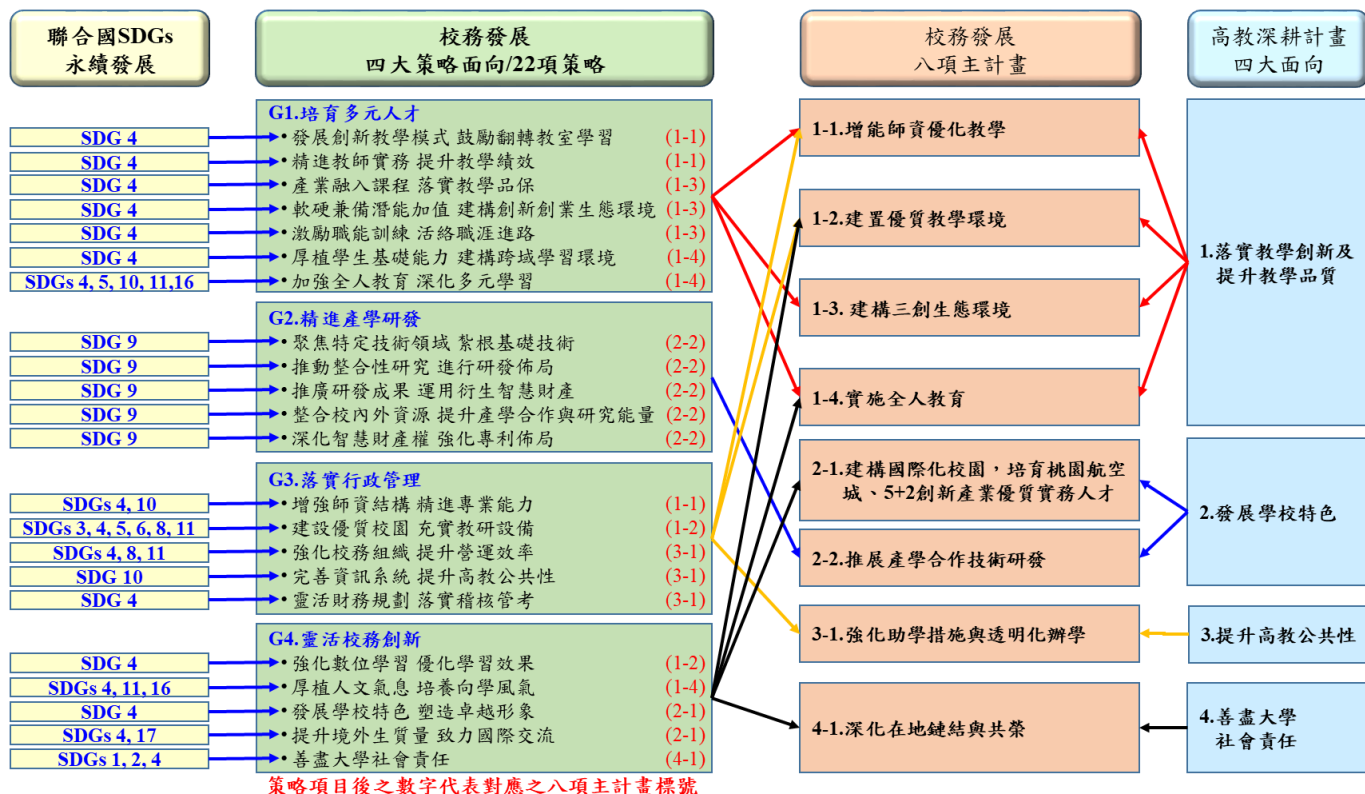 聯合國SDGs
永續發展
校務發展
四大策略面向/22項策略
校務發展
八項主計畫
高教深耕計畫
四大面向
G1.培育多元人才
SDG 4
•發展創新教學模式 鼓勵翻轉教室學習 (1-1)
SDG 4
•精進教師實務 提升教學績效 (1-1)
SDG 4
•產業融入課程 落實教學品保 (1-3)
SDG 4
•軟硬兼備潛能加值 建構創新創業生態環境 (1-3)
SDG 4
•激勵職能訓練 活絡職涯進路 (1-3)
SDG 4
•厚植學生基礎能力 建構跨域學習環境 (1-4)
SDGs 4, 5, 10, 11,16
•加強全人教育 深化多元學習 (1-4)
G2.精進產學研發
SDG 9
•聚焦特定技術領域 紮根基礎技術 (2-2)
SDG 9
•推動整合性研究 進行研發佈局 (2-2)
SDG 9
•推廣研發成果 運用衍生智慧財產 (2-2)
SDG 9
•整合校內外資源 提升產學合作與研究能量 (2-2)
SDG 9
•深化智慧財產權 強化專利佈局 (2-2)
G3.落實行政管理
SDGs 4, 10
•增強師資結構 精進專業能力 (1-1)
SDGs 3, 4, 5, 6, 8, 11
•建設優質校園 充實教研設備 (1-2)
SDGs 4, 8, 11
•強化校務組織 提升營運效率 (3-1)
SDG 10
•完善資訊系統 提升高教公共性 (3-1)
SDG 4
•靈活財務規劃 落實稽核管考 (3-1)
G4.靈活校務創新
SDG 4
•強化數位學習 優化學習效果 (1-2)
SDGs 4, 11, 16
•厚植人文氣息 培養向學風氣 (1-4)
SDG 4
•發展學校特色 塑造卓越形象 (2-1)
SDGs 4, 17
•提升境外生質量 致力國際交流 (2-1)
SDGs 1, 2, 4
•善盡大學社會責任 (4-1)
策略項目後之數字代表對應之八項主計畫標號
1-1.增能師資優化教學
1-2.建置優質教學環境
1-3. 建構三創生態環境
1-4.實施全人教育
2-1.建構國際化校園，培育桃園航空
城、5+2創新產業優質實務人才
2-2.推展產學合作技術研發
3-1.強化助學措施與透明化辦學
4-1.深化在地鏈結與共榮
1.落實教學創新及
提升教學品質
2.發展學校特色
3.提升高教公共性
4.善盡大學
社會責任